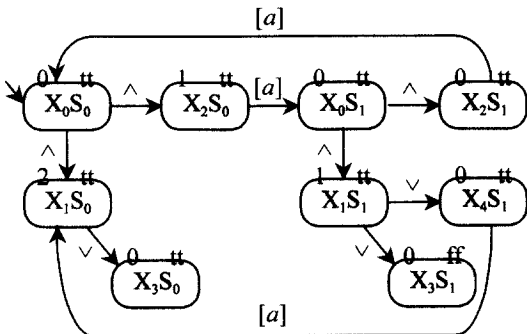 [a]
0 tt 1 tt 0 tt 0 tt
X₀S₀ ∧ X₂S₀ [a] X₀S₁ ∧ X₂S₁
∧ ∧
2 tt 1 tt 0 tt
X₁S₀ X₁S₁ ∨ X₄S₁
∨ 0 tt ∨ 0 ff
X₃S₀ X₃S₁
[a]